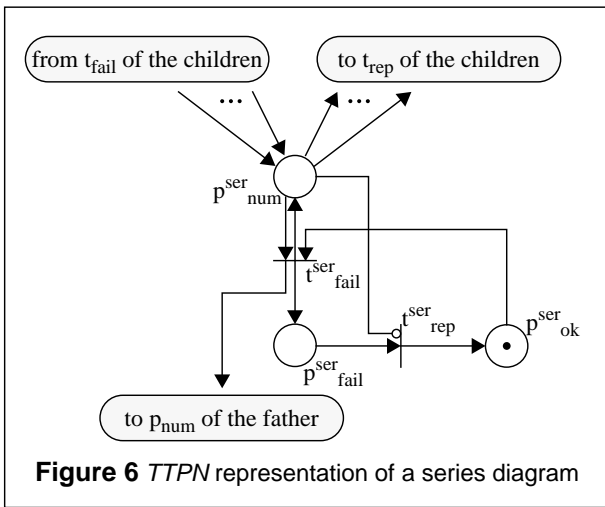 from t_fail of the children
to t_rep of the children
... ...
p^ser_num
t^ser_fail
t^ser_rep
p^ser_ok
p^ser_fail
to p_num of the father
Figure 6 TTPN representation of a series diagram